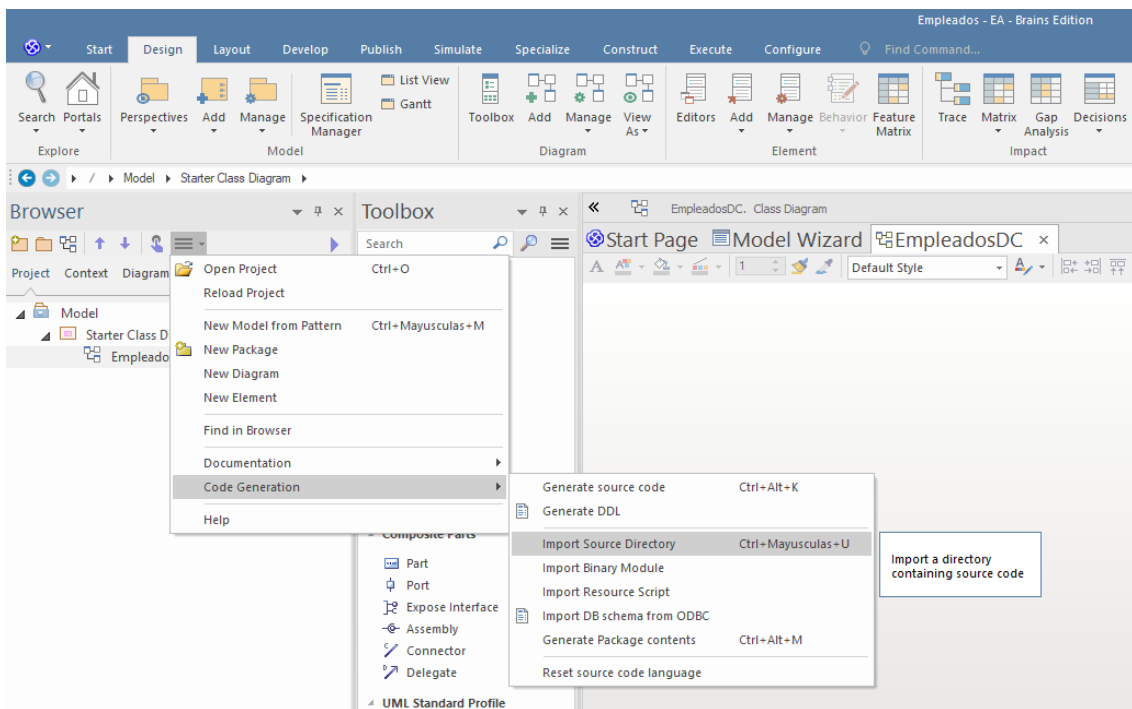 Empleados - EA - Brains Edition
Start Design Layout Develop Publish Simulate Specialize Construct Execute Configure Find Command...
Search Portals Perspectives Add Manage Specification Manager List View Gantt Toolbox Add Manage View As Editors Add Manage Behavior Feature Matrix Trace Matrix Gap Analysis Decisions
Explore Model Diagram Element Impact
/ Model Starter Class Diagram
Browser
Project Context Diagram
Model
Starter Class D
Empleado
Open Project Ctrl+O
Reload Project
New Model from Pattern Ctrl+Mayusculas+M
New Package
New Diagram
New Element
Find in Browser
Documentation
Code Generation
Help
Toolbox
Search
Composite Parts
Part
Port
Expose Interface
Assembly
Connector
Delegate
UML Standard Profile
Generate source code Ctrl+Alt+K
Generate DDL
Import Source Directory Ctrl+Mayusculas+U
Import Binary Module
Import Resource Script
Import DB schema from ODBC
Generate Package contents Ctrl+Alt+M
Reset source code language
Import a directory
containing source code
EmpleadosDC. Class Diagram
Start Page Model Wizard EmpleadosDC
1 Default Style